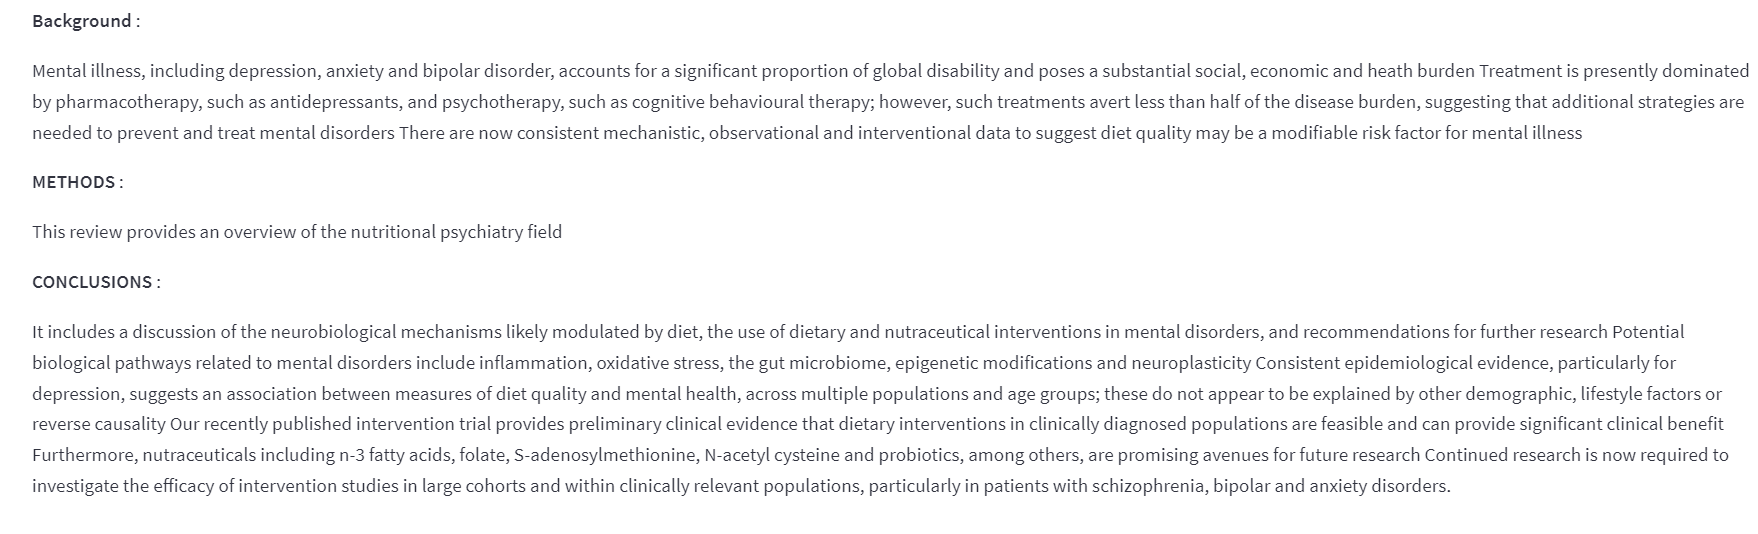 Background :
Mental illness, including depression, anxiety and bipolar disorder, accounts for a significant proportion of global disability and poses a substantial social, economic and heath burden Treatment is presently dominated
by pharmacotherapy, such as antidepressants, and psychotherapy, such as cognitive behavioural therapy; however, such treatments avert less than half of the disease burden, suggesting that additional strategies are
needed to prevent and treat mental disorders There are now consistent mechanistic, observational and interventional data to suggest diet quality may be a modifiable risk factor for mental illness
METHODS :
This review provides an overview of the nutritional psychiatry field
CONCLUSIONS :
It includes a discussion of the neurobiological mechanisms likely modulated by diet, the use of dietary and nutraceutical interventions in mental disorders, and recommendations for further research Potential
biological pathways related to mental disorders include inflammation, oxidative stress, the gut microbiome, epigenetic modifications and neuroplasticity Consistent epidemiological evidence, particularly for
depression, suggests an association between measures of diet quality and mental health, across multiple populations and age groups; these do not appear to be explained by other demographic, lifestyle factors or
reverse causality Our recently published intervention trial provides preliminary clinical evidence that dietary interventions in clinically diagnosed populations are feasible and can provide significant clinical benefit
Furthermore, nutraceuticals including n-3 fatty acids, folate, S-adenosylmethionine, N-acetyl cysteine and probiotics, among others, are promising avenues for future research Continued research is now required to
investigate the efficacy of intervention studies in large cohorts and within clinically relevant populations, particularly in patients with schizophrenia, bipolar and anxiety disorders.